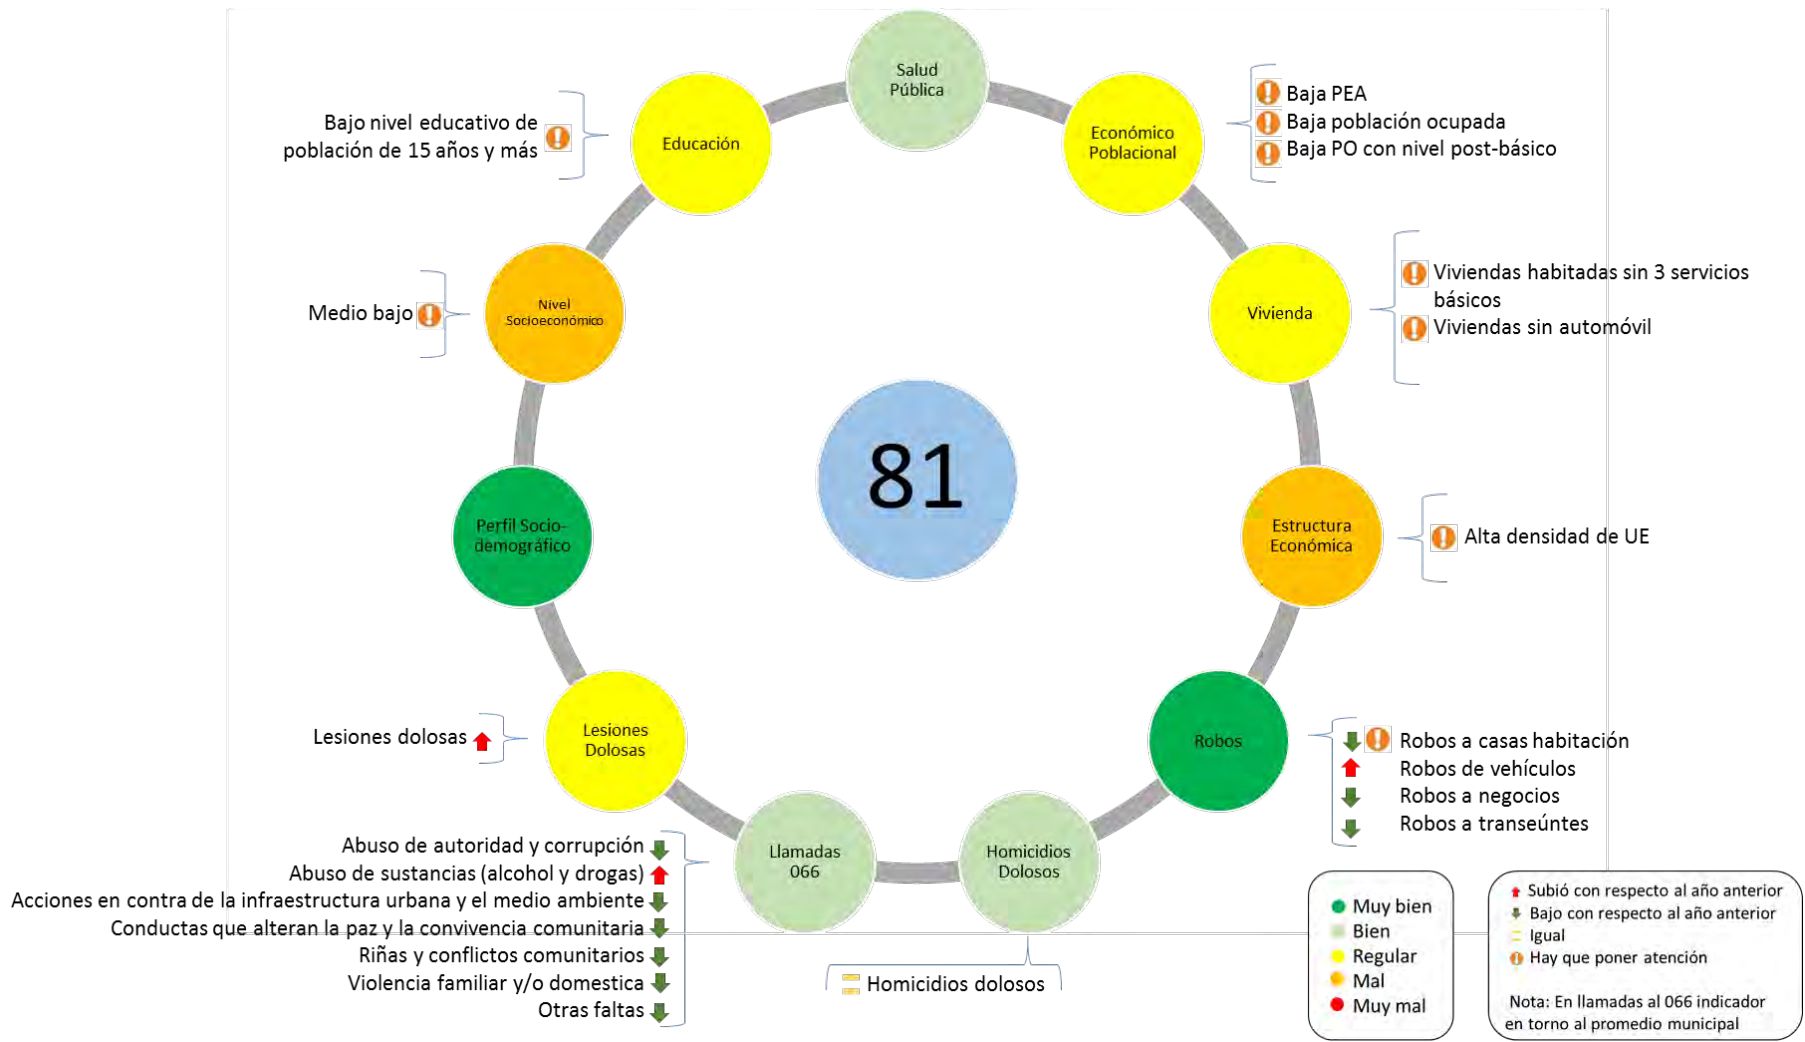 Salud
Pública
Económico
Poblacional
Baja PEA
Baja población ocupada
Baja PO con nivel post-básico
Vivienda
Viviendas habitadas sin 3 servicios
básicos
Viviendas sin automóvil
Estructura
Económica
Alta densidad de UE
Robos
Robos a casas habitación
Robos de vehículos
Robos a negocios
Robos a transeúntes
Homicidios
Dolosos
Homicidios dolosos
Llamadas
066
Abuso de autoridad y corrupción
Abuso de sustancias (alcohol y drogas)
Acciones en contra de la infraestructura urbana y el medio ambiente
Conductas que alteran la paz y la convivencia comunitaria
Riñas y conflictos comunitarios
Violencia familiar y/o domestica
Otras faltas
Lesiones
Dolosas
Lesiones dolosas
Perfil Socio-
demográfico
Nivel
Socioeconómico
Medio bajo
Educación
Bajo nivel educativo de
población de 15 años y más
81
Muy bien
Bien
Regular
Mal
Muy mal
Subió con respecto al año anterior
Bajo con respecto al año anterior
Igual
Hay que poner atención
Nota: En llamadas al 066 indicador
en torno al promedio municipal